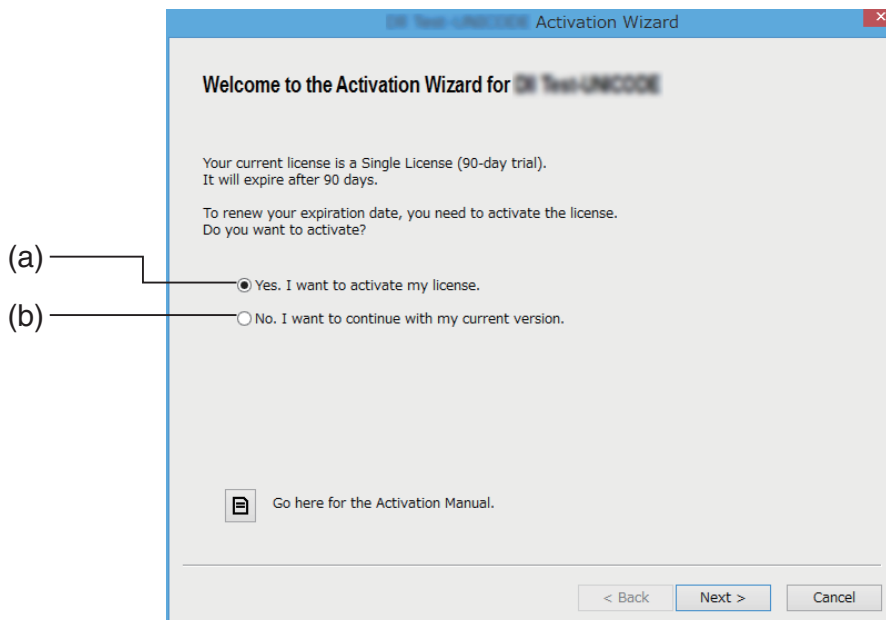 Activation Wizard
Welcome to the Activation Wizard for
Your current license is a Single License (90-day trial).
It will expire after 90 days.
To renew your expiration date, you need to activate the license.
Do you want to activate?
(a)
Yes. I want to activate my license.
(b)
No. I want to continue with my current version.
Go here for the Activation Manual.
< Back
Next >
Cancel